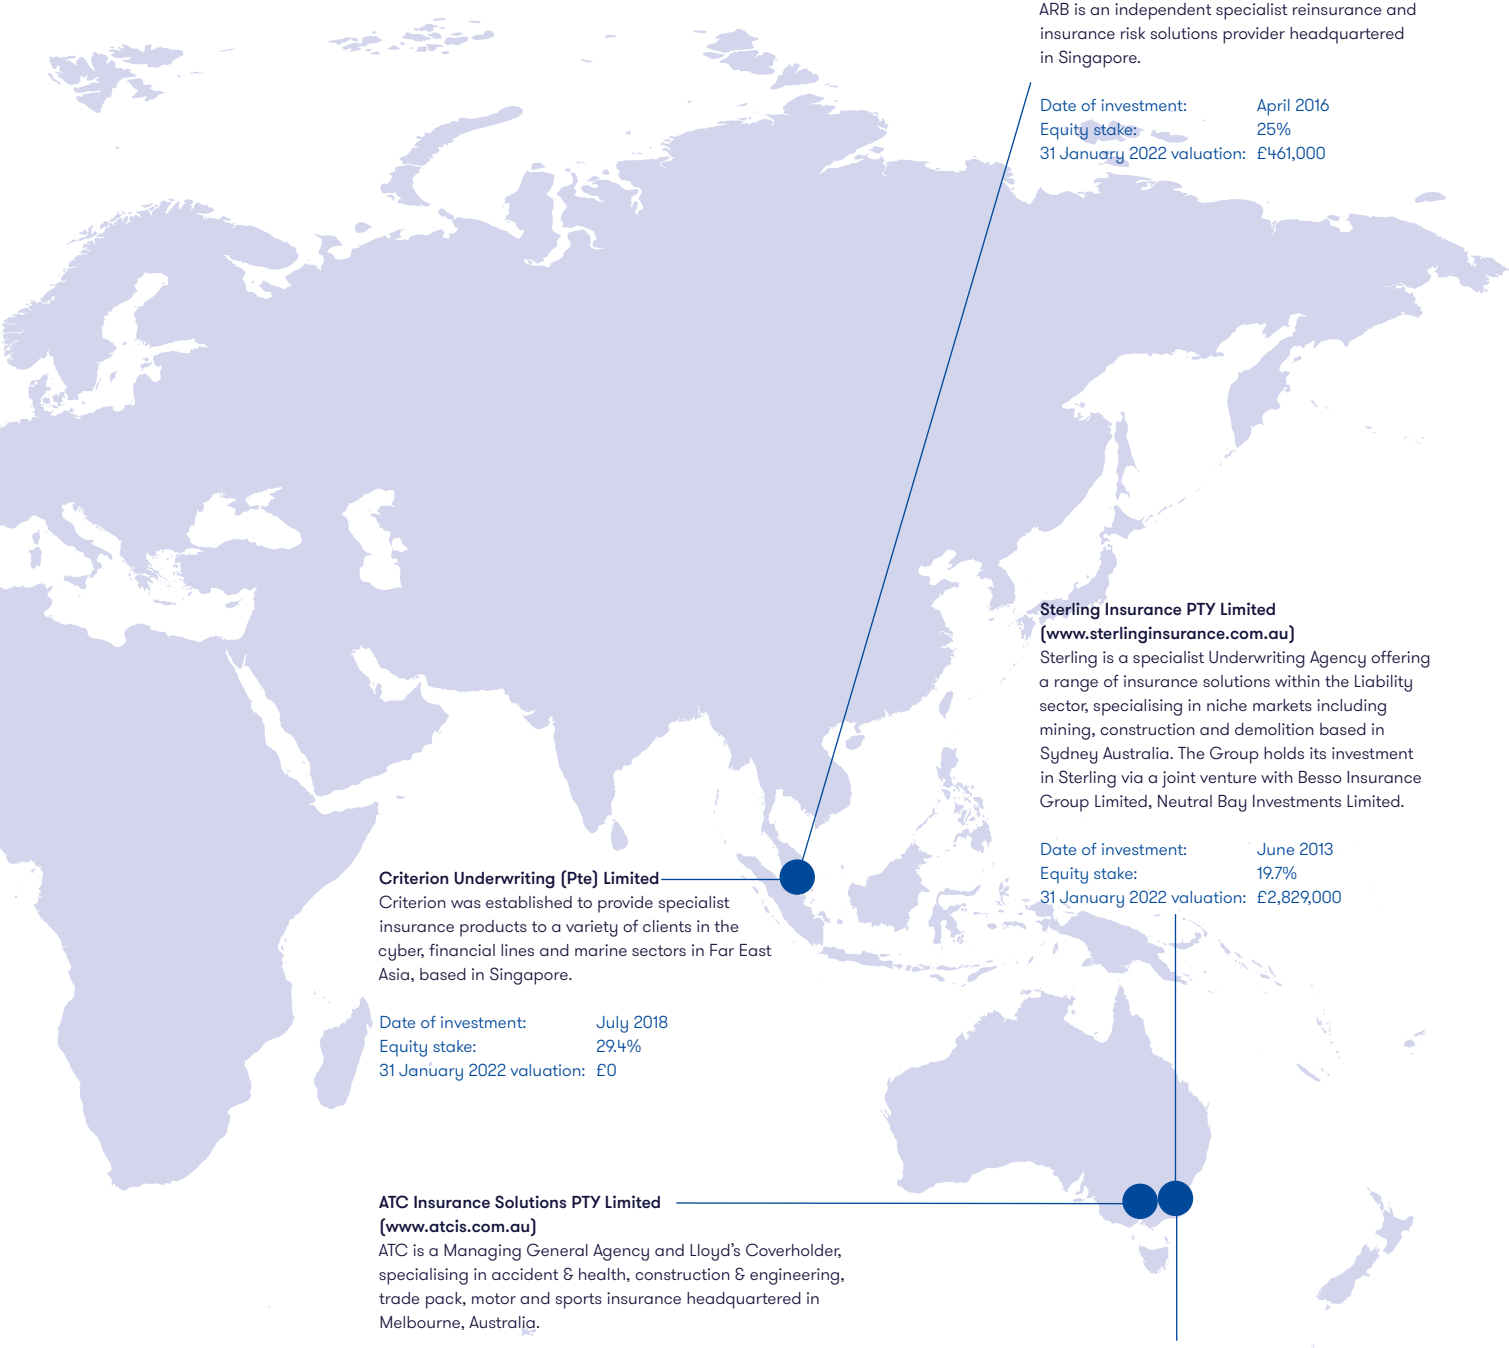 ARB is an independent specialist reinsurance and
insurance risk solutions provider headquartered
in Singapore.
Date of investment: April 2016
Equity stake: 25%
31 January 2022 valuation: £461,000
Sterling Insurance PTY Limited
(www.sterlinginsurance.com.au)
Sterling is a specialist Underwriting Agency offering
a range of insurance solutions within the Liability
sector, specialising in niche markets including
mining, construction and demolition based in
Sydney Australia. The Group holds its investment
in Sterling via a joint venture with Besso Insurance
Group Limited, Neutral Bay Investments Limited.
Date of investment: June 2013
Equity stake: 19.7%
31 January 2022 valuation: £2,829,000
Criterion Underwriting (Pte) Limited
Criterion was established to provide specialist
insurance products to a variety of clients in the
cyber, financial lines and marine sectors in Far East
Asia, based in Singapore.
Date of investment: July 2018
Equity stake: 29.4%
31 January 2022 valuation: £0
ATC Insurance Solutions PTY Limited
(www.atcis.com.au)
ATC is a Managing General Agency and Lloyd's Coverholder,
specialising in accident & health, construction & engineering,
trade pack, motor and sports insurance headquartered in
Melbourne, Australia.